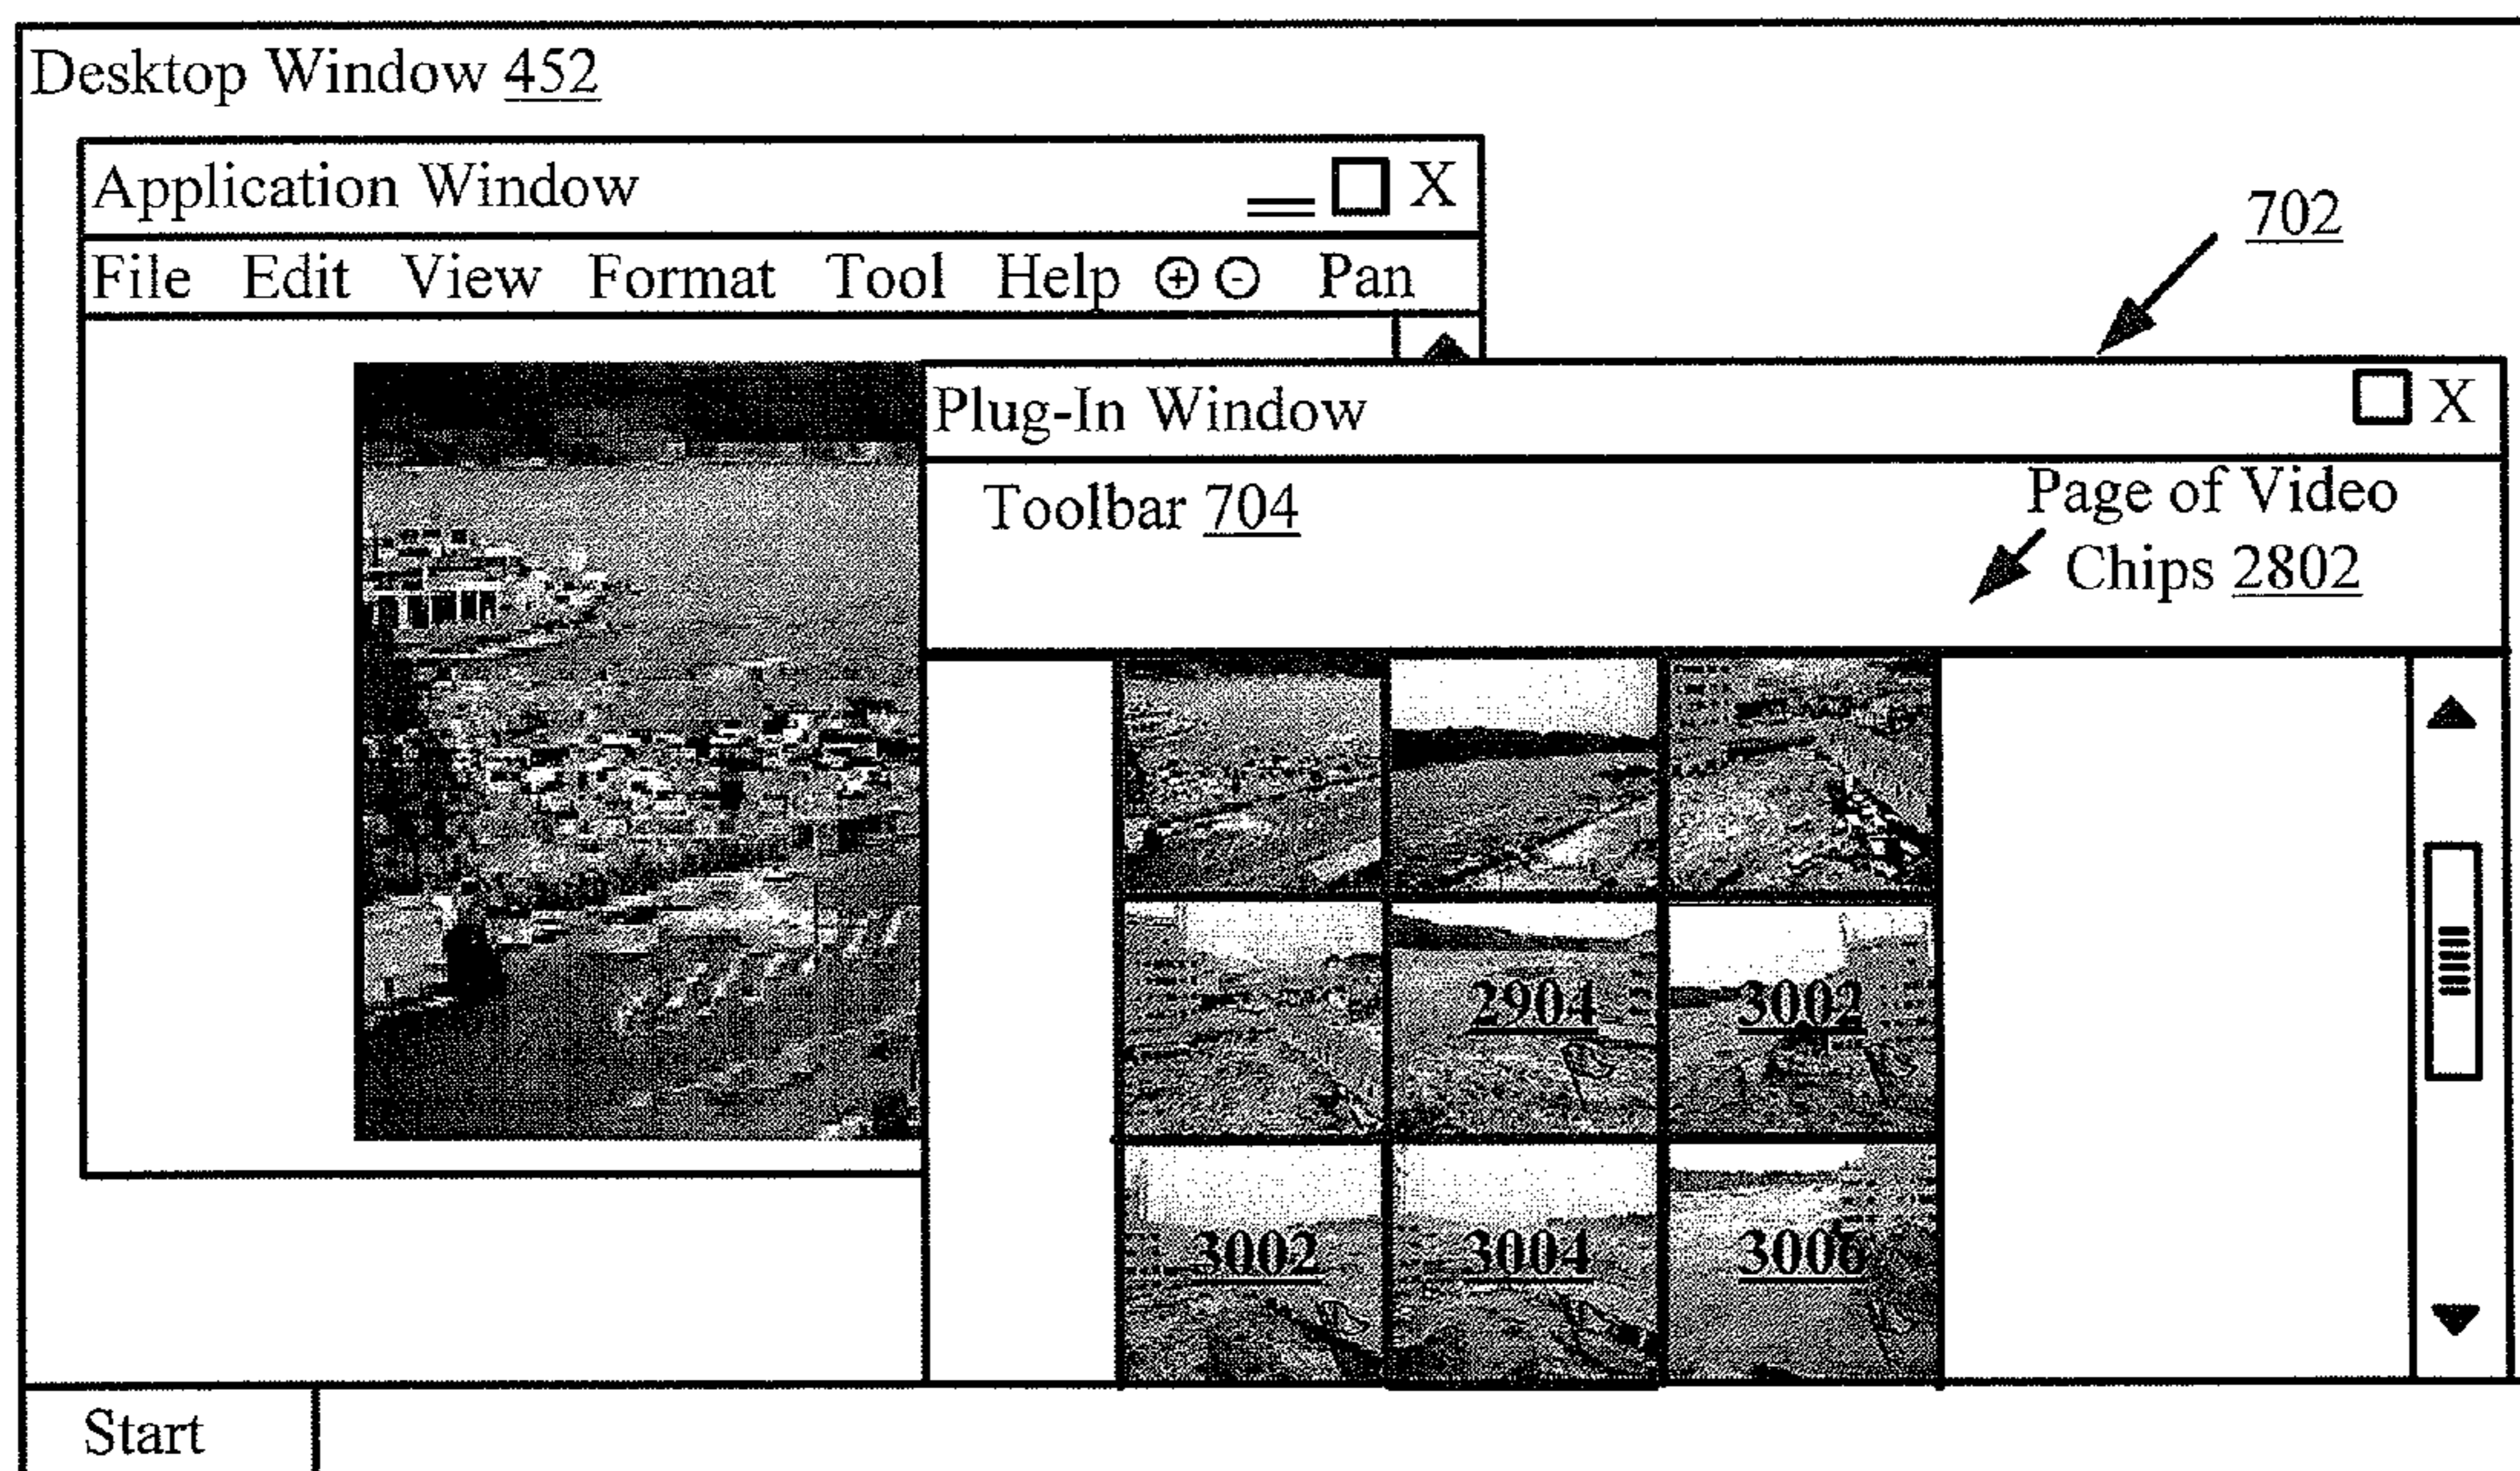 Desktop Window 452
Application Window X
File Edit View Format Tool Help + - Pan
702
Plug-In Window X
Toolbar 704
Page of Video
Chips 2802
2904 3002
3002 3004 3006
Start